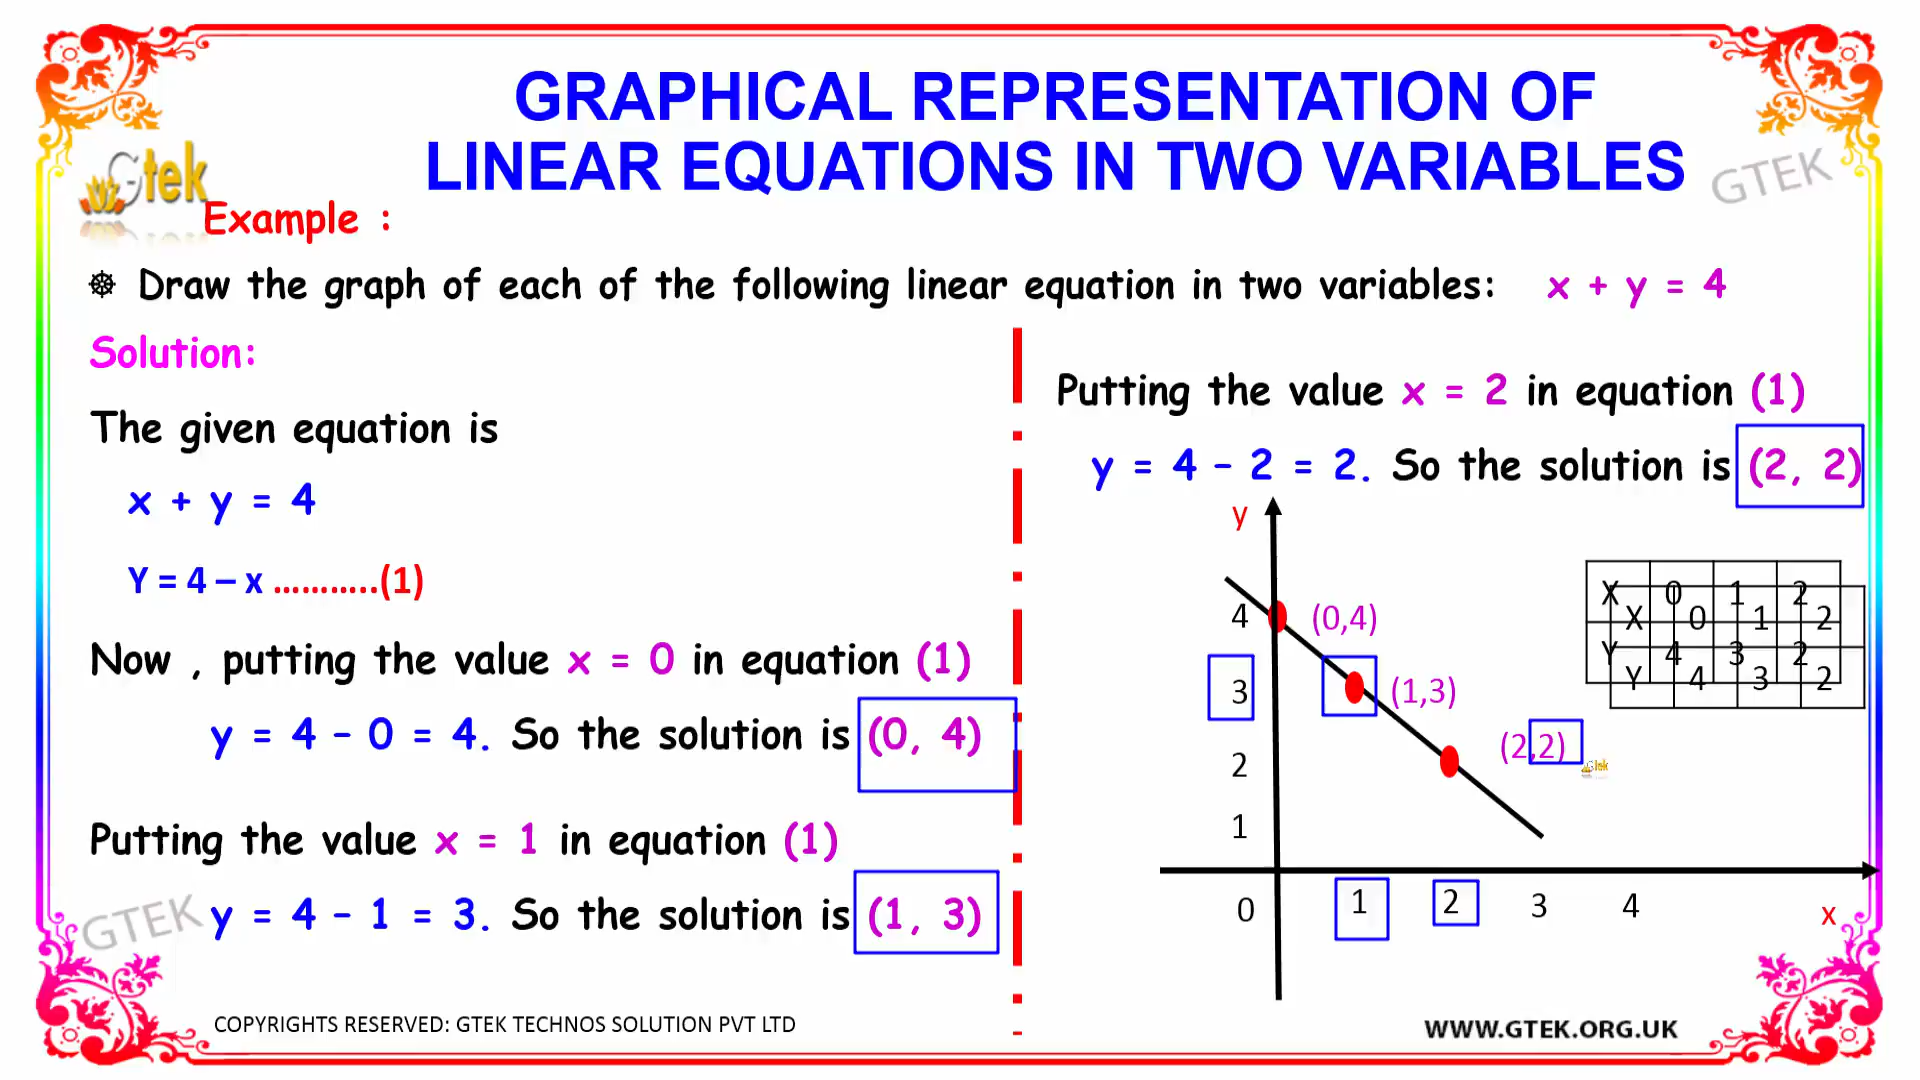 GRAPHICAL REPRESENTATION OF
LINEAR EQUATIONS IN TWO VARIABLES
Gtek
GTEK
Example :
Draw the graph of each of the following linear equation in two variables: x + y = 4
Solution:
The given equation is
x + y = 4
Y = 4 – x ...........(1)
Now , putting the value x = 0 in equation (1)
y = 4 – 0 = 4. So the solution is (0, 4)
Putting the value x = 1 in equation (1)
y = 4 – 1 = 3. So the solution is (1, 3)
GTEK
Putting the value x = 2 in equation (1)
y = 4 – 2 = 2. So the solution is (2, 2)
y
4 (0,4)
3 (1,3)
(2,2)
Gtek
2
1
0 1 2 3 4 x
X 0 1 2
X 0 1 2
Y 4 3 2
Y 4 3 2
COPYRIGHTS RESERVED: GTEK TECHNOS SOLUTION PVT LTD
WWW.GTEK.ORG.UK